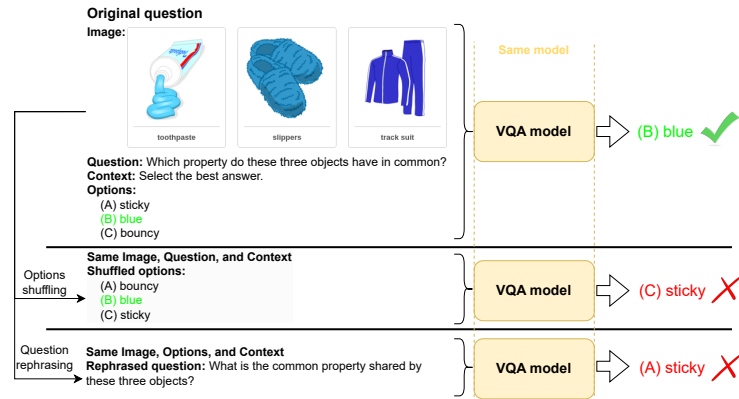 Original question
Image:
toothpaste
slippers
track suit
Question: Which property do these three objects have in common?
Context: Select the best answer.
Options:
(A) sticky
(B) blue
(C) bouncy
Same model
VQA model
(B) blue
Options
shuffling
Same Image, Question, and Context
Shuffled options:
(A) bouncy
(B) blue
(C) sticky
VQA model
(C) sticky
Question
rephrasing
Same Image, Options, and Context
Rephrased question: What is the common property shared by
these three objects?
VQA model
(A) sticky